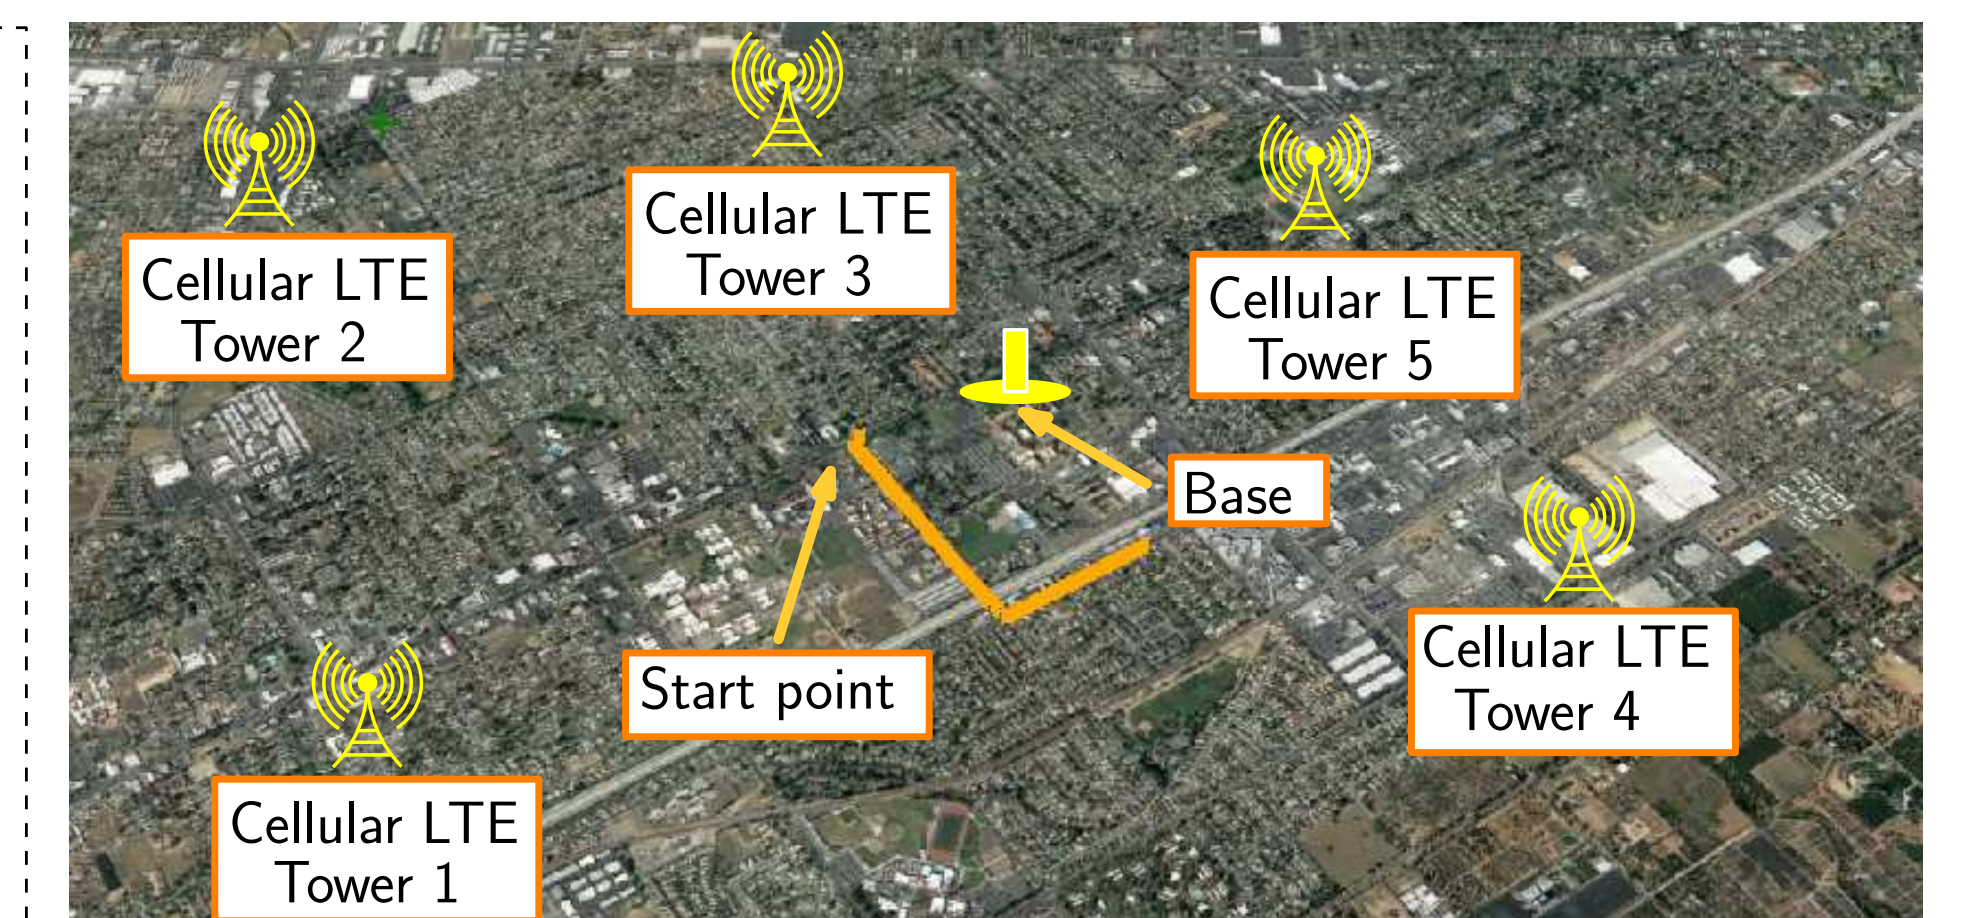 Cellular LTE
Tower 3
Cellular LTE
Tower 2
Cellular LTE
Tower 5
Base
Cellular LTE
Tower 4
Start point
Cellular LTE
Tower 1